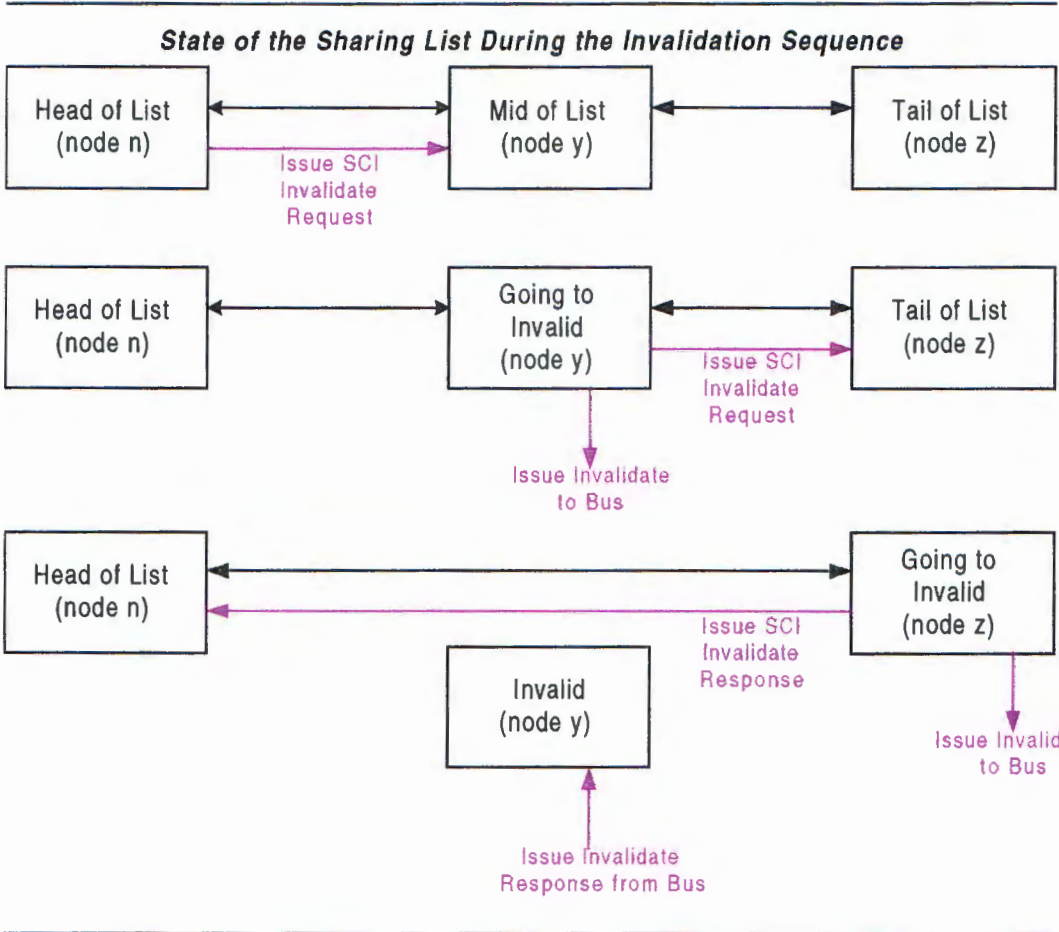 State of the Sharing List During the Invalidation Sequence
Head of List
(node n)
Mid of List
(node y)
Tail of List
(node z)
Issue SCI
Invalidate
Request
Head of List
(node n)
Going to
Invalid
(node y)
Tail of List
(node z)
Issue SCI
Invalidate
Request
Issue Invalidate
to Bus
Head of List
(node n)
Going to
Invalid
(node z)
Issue SCI
Invalidate
Response
Invalid
(node y)
Issue Invalid
to Bus
Issue Invalidate
Response from Bus